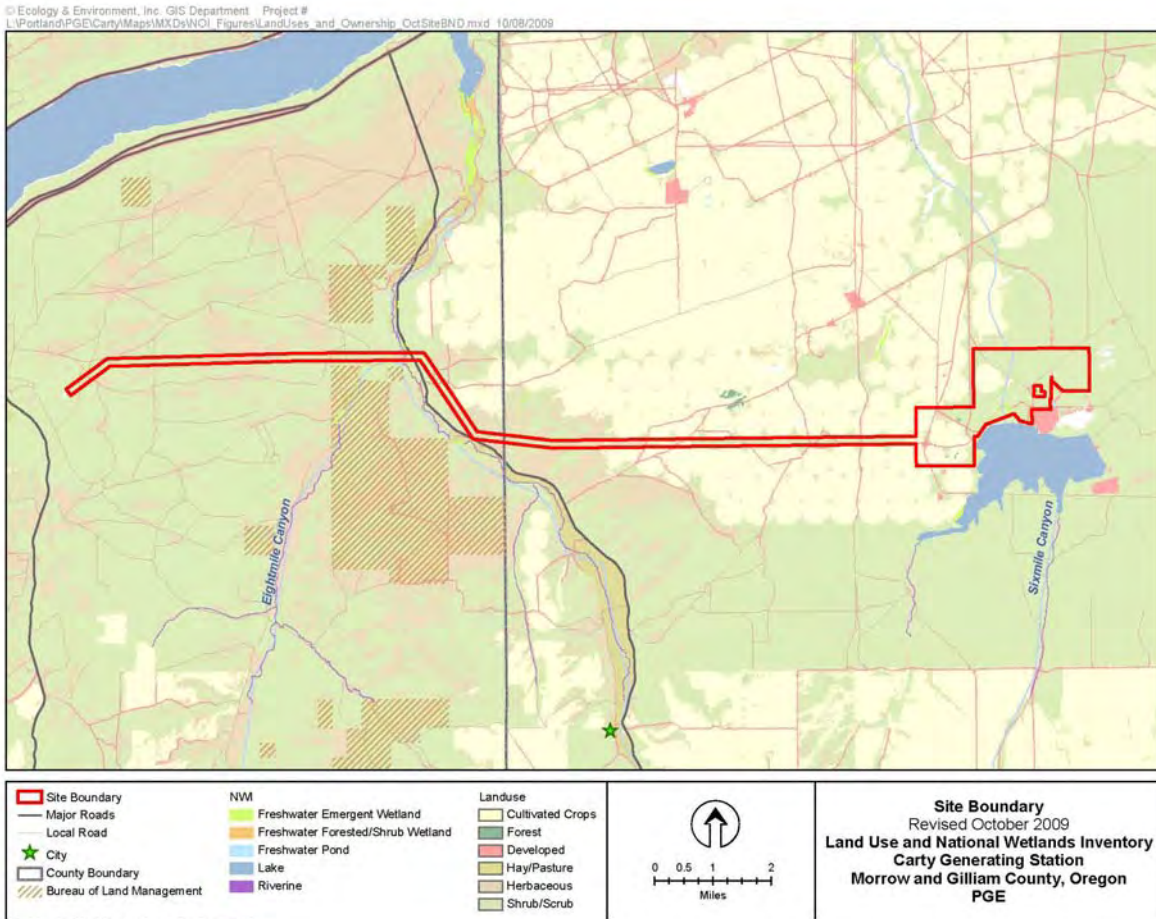 © Ecology & Environment, Inc. GIS Department Project #
L:\Portland\PGE\Carty\Maps\MXDs\NOI_Figures\LandUses_and_Ownership_OctSiteBND.mxd 10/08/2009
Eightmile Canyon
Sixmile Canyon
Site Boundary
Major Roads
Local Road
City
County Boundary
Bureau of Land Management
NWI
Freshwater Emergent Wetland
Freshwater Forested/Shrub Wetland
Freshwater Pond
Lake
Riverine
Landuse
Cultivated Crops
Forest
Developed
Hay/Pasture
Herbaceous
Shrub/Scrub
0 0.5 1 2
Miles
Site Boundary
Revised October 2009
Land Use and National Wetlands Inventory
Carty Generating Station
Morrow and Gilliam County, Oregon
PGE